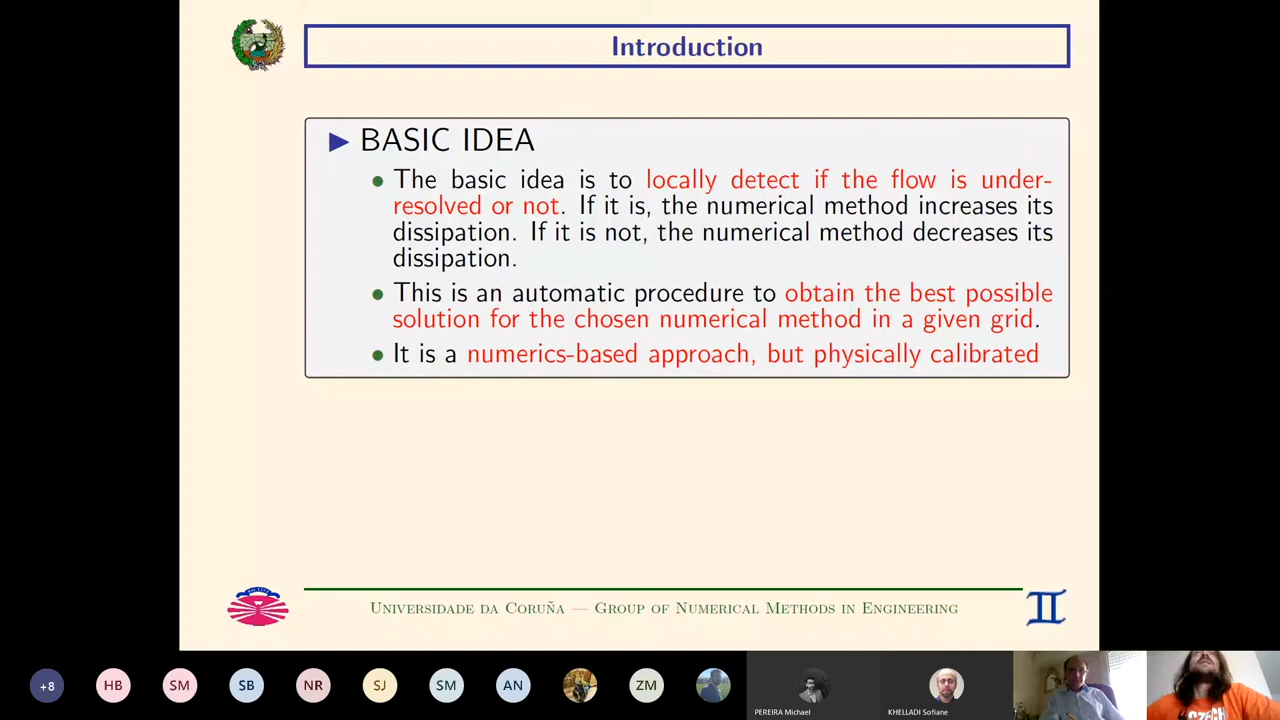 Introduction
▶ BASIC IDEA
● The basic idea is to locally detect if the flow is under-
resolved or not. If it is, the numerical method increases its
dissipation. If it is not, the numerical method decreases its
dissipation.
● This is an automatic procedure to obtain the best possible
solution for the chosen numerical method in a given grid.
● It is a numerics-based approach, but physically calibrated
Universidade da Coruña — Group of Numerical Methods in Engineering
+8 HB SM SB NR SJ SM AN ZM
PEREIRA Michael
KHELLADI Sofiane
CZECH